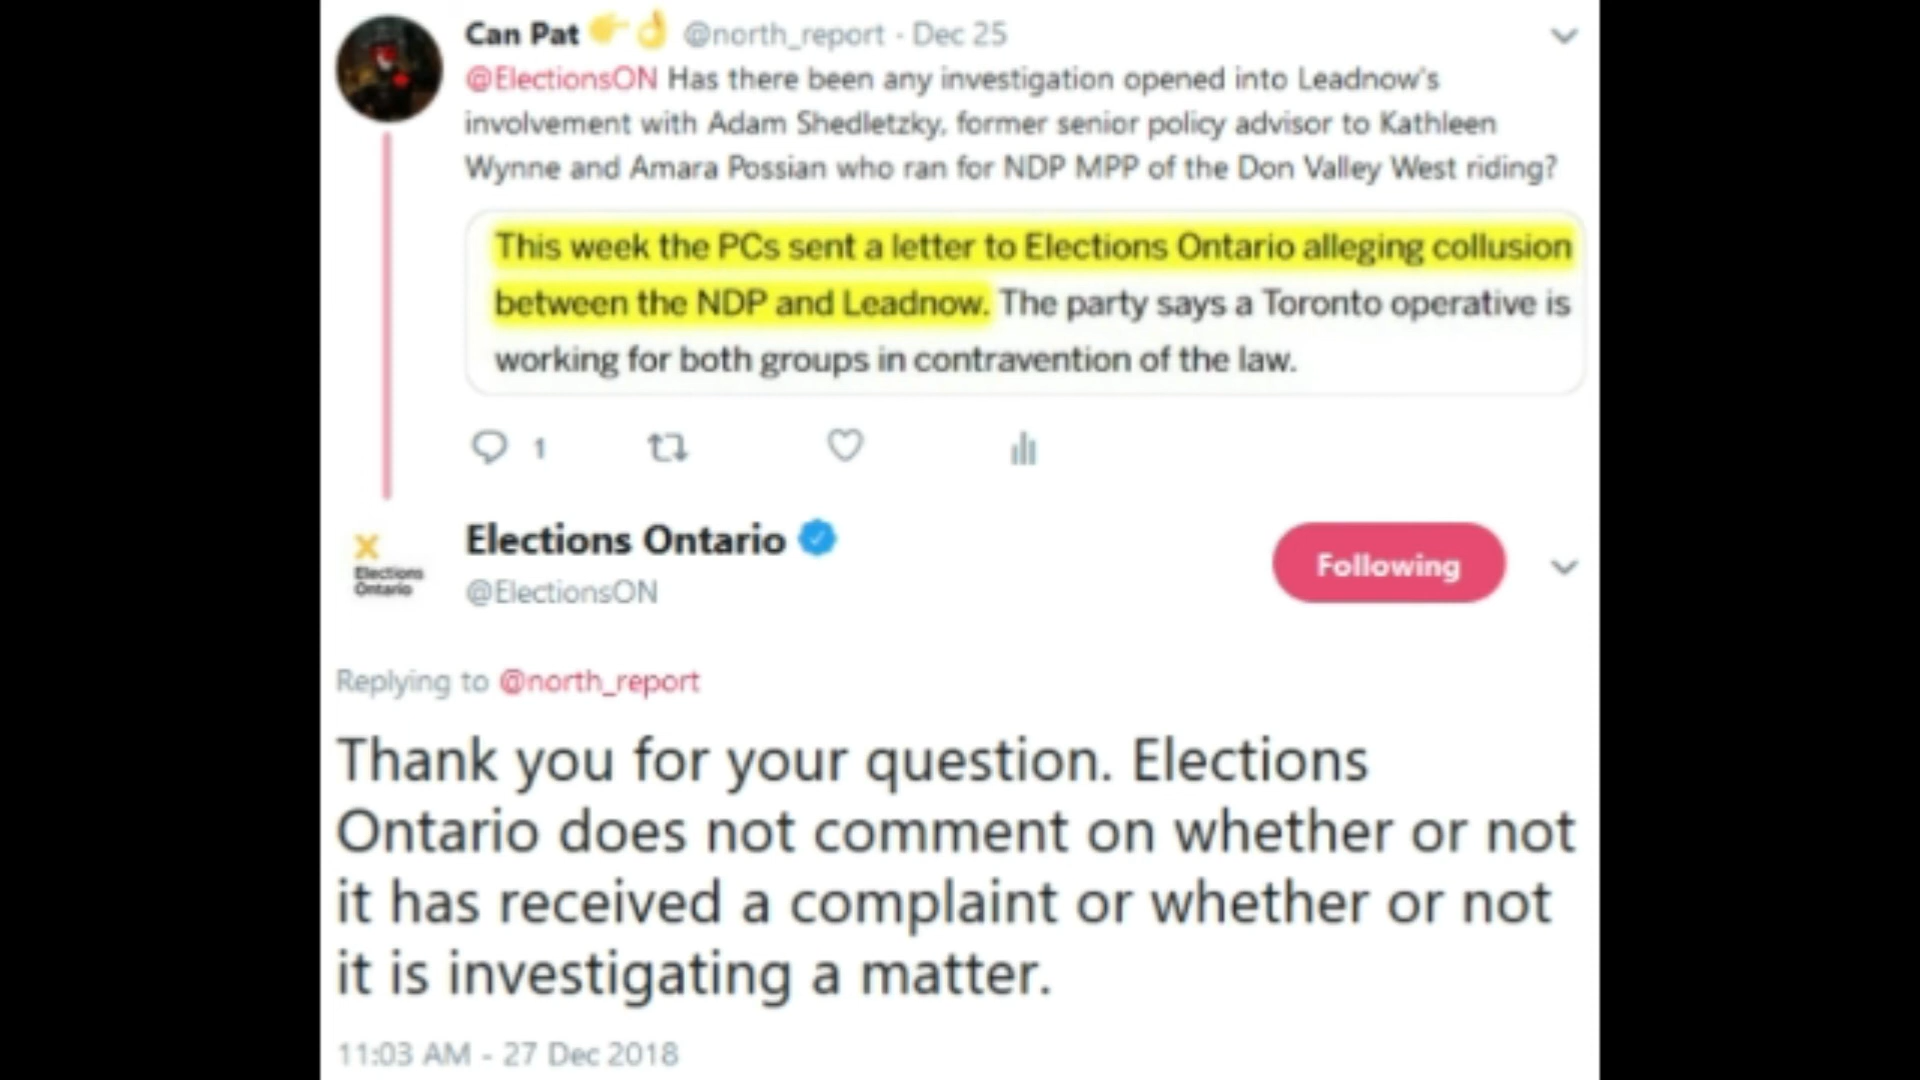 Can Pat 👉👌 @north_report · Dec 25
@ElectionsON Has there been any investigation opened into Leadnow's
involvement with Adam Shedletzky, former senior policy advisor to Kathleen
Wynne and Amara Possian who ran for NDP MPP of the Don Valley West riding?
This week the PCs sent a letter to Elections Ontario alleging collusion
between the NDP and Leadnow. The party says a Toronto operative is
working for both groups in contravention of the law.
1
Elections Ontario
@ElectionsON
Following
Elections
Ontario
Replying to @north_report
Thank you for your question. Elections
Ontario does not comment on whether or not
it has received a complaint or whether or not
it is investigating a matter.
11:03 AM - 27 Dec 2018